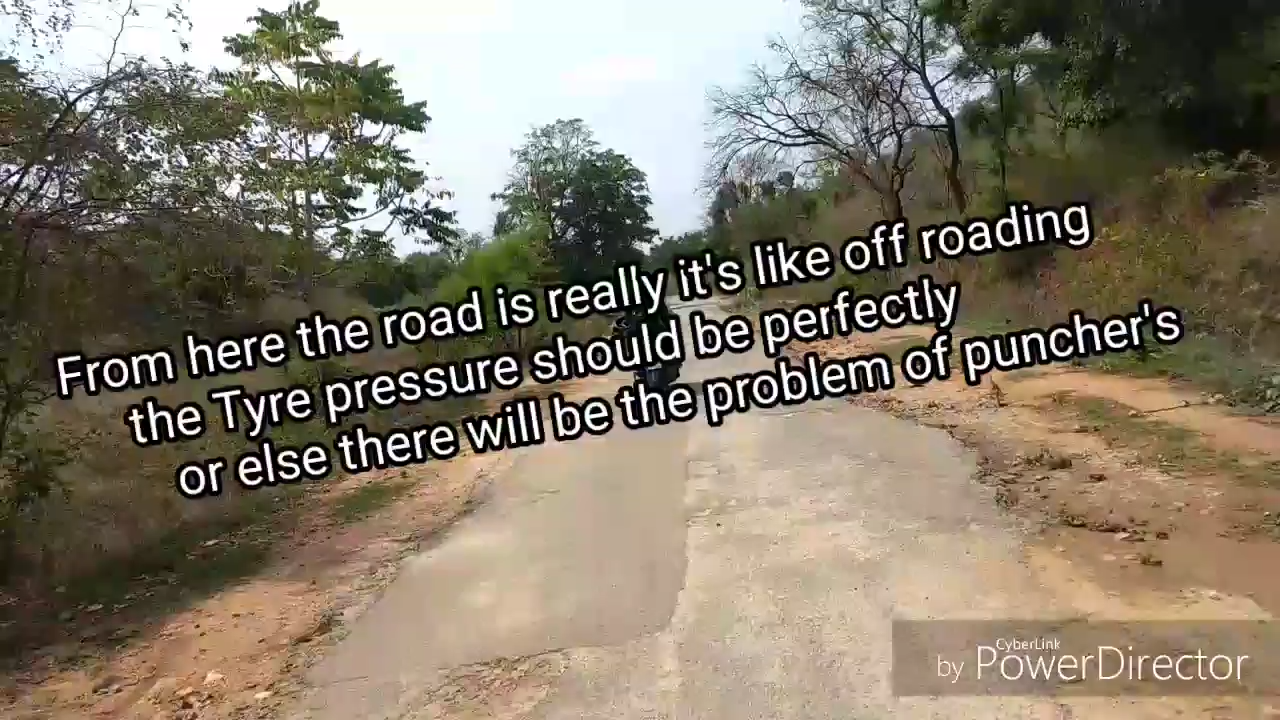 From here the road is really it's like off roading
the Tyre pressure should be perfectly
or else there will be the problem of puncher's
by CyberLink PowerDirector